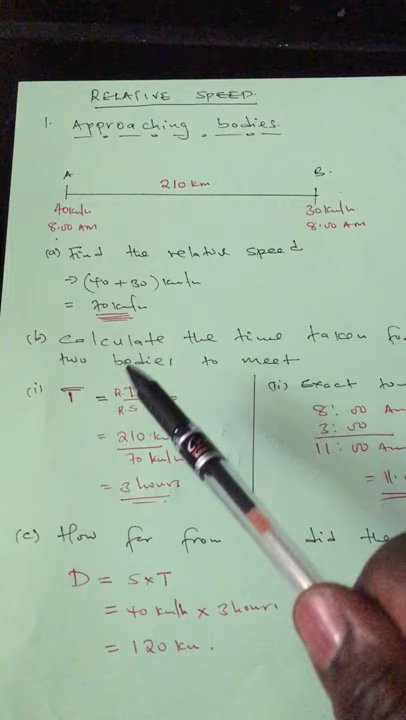 RELATIVE SPEED.
1. Approaching bodies.
A B.
210 km
40km/h 30km/h
8:00 AM. 8:00 AM.
(a) Find the relative speed
→ (40 + 30) km/h
= 70km/h
(b) Calculate the time taken
two bodies to meet
(i) T =
R.S
= 210
70 km/h
= 3 hours
(ii) Exact
8:00
3:00
11:00
= 11.
(c) How far from did the
D = S×T
= 40 km/h × 3 hours.
= 120 km.